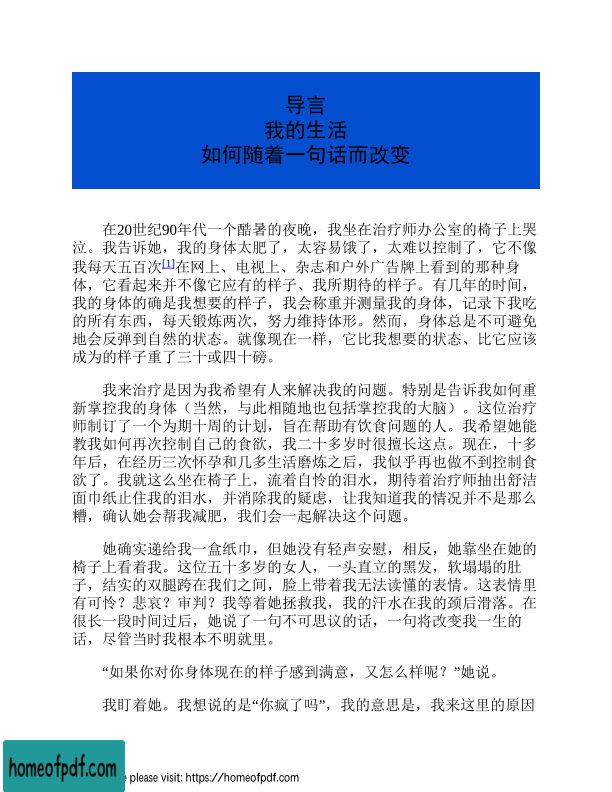 导言
我的生活
如何随着一句话而改变
在20世纪90年代一个酷暑的夜晚，我坐在治疗师办公室的椅子上哭
泣。我告诉她，我的身体太肥了，太容易饿了，太难以控制了，它不像
我每天五百次[1]在网上、电视上、杂志和户外广告牌上看到的那种身
体，它看起来并不像它应有的样子、我所期待的样子。有几年的时间，
我的身体的确是我想要的样子，我会称重并测量我的身体，记录下我吃
的所有东西，每天锻炼两次，努力维持体形。然而，身体总是不可避免
地会反弹到自然的状态。就像现在一样，它比我想要的状态、比它应该
成为的样子重了三十或四十磅。
我来治疗是因为我希望有人来解决我的问题。特别是告诉我如何重
新掌控我的身体（当然，与此相随地也包括掌控我的大脑）。这位治疗
师制订了一个为期十周的计划，旨在帮助有饮食问题的人。我希望她能
教我如何再次控制自己的食欲，我二十多岁时很擅长这点。现在，十多
年后，在经历三次怀孕和几多生活磨炼之后，我似乎再也做不到控制食
欲了。我就这么坐在椅子上，流着自怜的泪水，期待着治疗师抽出舒洁
面巾纸止住我的泪水，并消除我的疑虑，让我知道我的情况并不是那么
糟，确认她会帮我减肥，我们会一起解决这个问题。
她确实递给我一盒纸巾，但她没有轻声安慰，相反，她靠坐在她的
椅子上看着我。这位五十多岁的女人，一头直立的黑发，软塌塌的肚
子，结实的双腿跨在我们之间，脸上带着我无法读懂的表情。这表情里
有可怜？悲哀？审判？我等着她拯救我，我的汗水在我的颈后滑落。在
很长一段时间过后，她说了一句不可思议的话，一句将改变我一生的
话，尽管当时我根本不明就里。
“如果你对你身体现在的样子感到满意，又怎么样呢？”她说。
我盯着她。我想说的是“你疯了吗”，我的意思是，我来这里的原因
homeofpdf.com
e please visit: https://homeofpdf.com